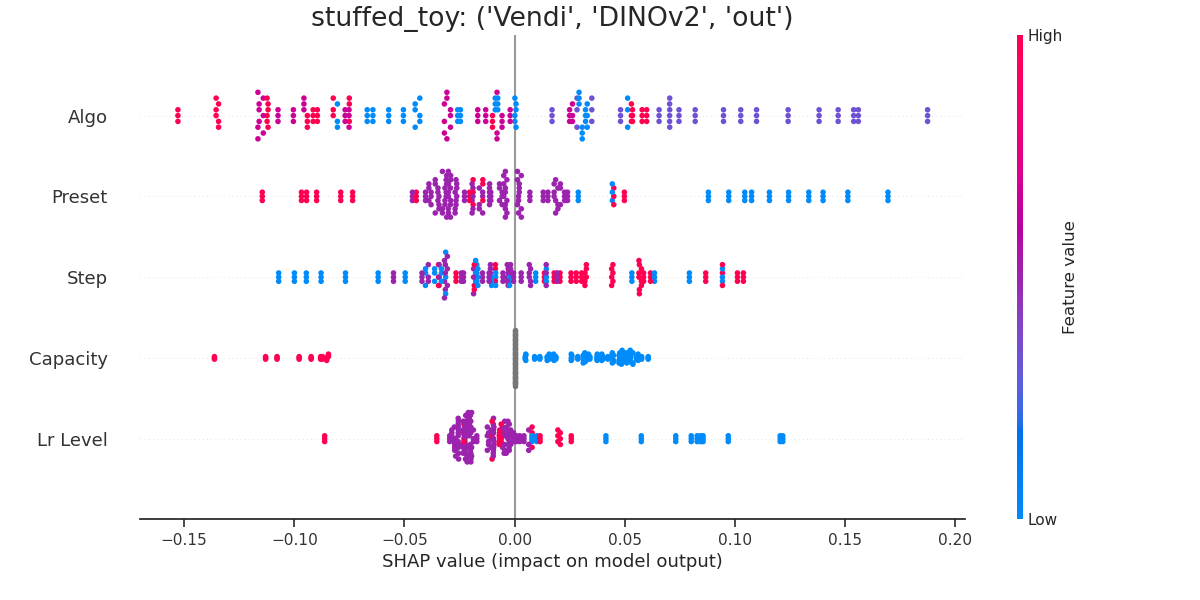 stuffed_toy: ('Vendi', 'DINOv2', 'out')
High
Algo
Preset
Step
Capacity
Lr Level
Feature value
Low
−0.15 −0.10 −0.05 0.00 0.05 0.10 0.15 0.20
SHAP value (impact on model output)